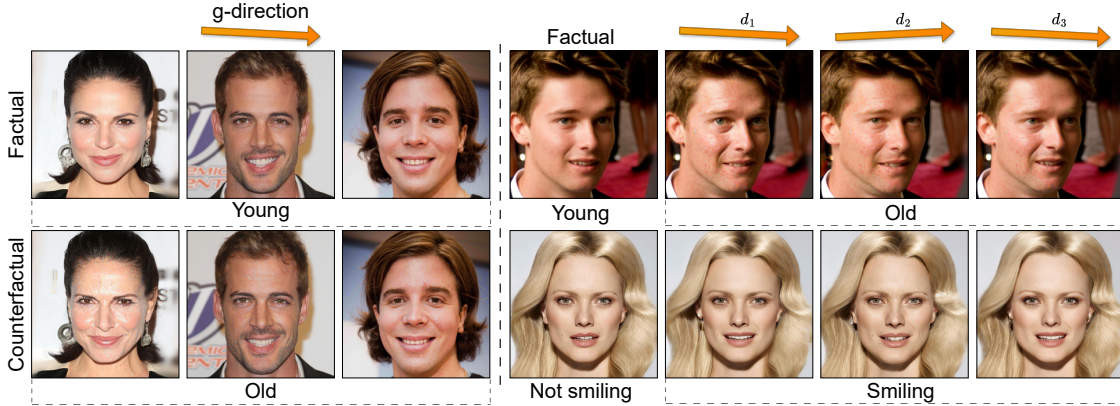 g-direction
Factual
Young
Counterfactual
Old
Factual
d1
d2
d3
Young
Old
Not smiling
Smiling